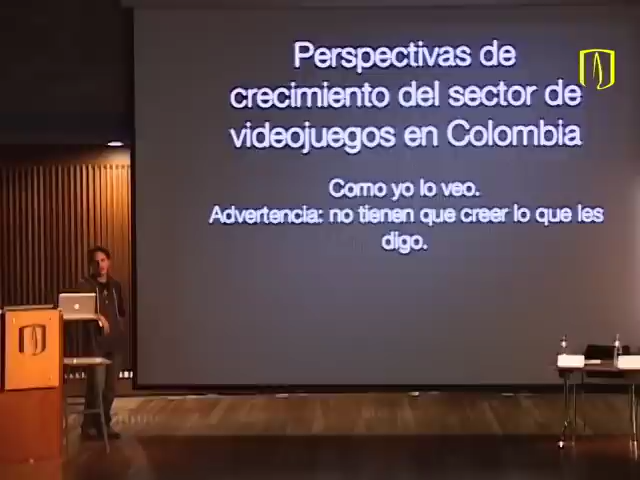 Perspectivas de
crecimiento del sector de
videojuegos en Colombia
Como yo lo veo.
Advertencia: no tienen que creer lo que les
digo.